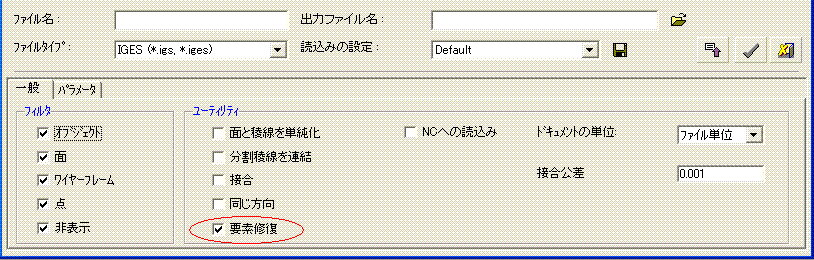 ファイル名: 出力ファイル名:
ファイルタイプ: IGES (*.igs, *.iges) 読込みの設定: Default
一般 パラメータ
フィルタ ユーティリティ
オブジェクト 面と稜線を単純化 NCへの読込み ドキュメントの単位: ファイル単位
面 分割稜線を連結
ワイヤーフレーム 接合 接合公差 0.001
点 同じ方向
非表示 要素修復